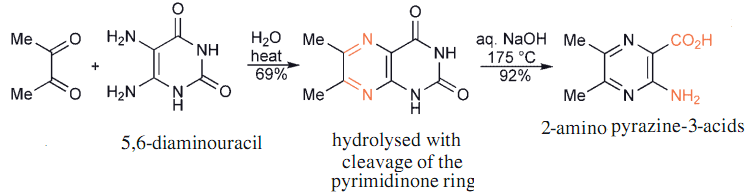 Me O
Me O
+
H₂N
H₂N
O
NH
N
H
O
5,6-diaminouracil
H₂O
heat
69%
Me
Me
N
N
O
NH
N
H
O
hydrolysed with
cleavage of the
pyrimidinone ring
aq. NaOH
175 °C
92%
Me
Me
N
N
CO₂H
NH₂
2-amino pyrazine-3-acids